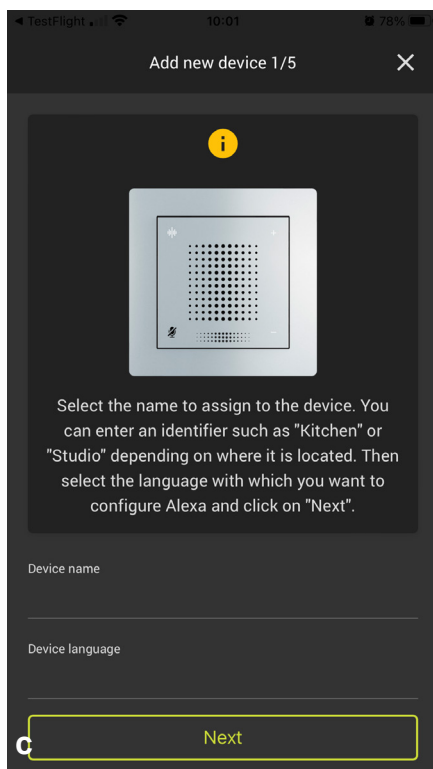 ◀ TestFlight 10:01 78%
Add new device 1/5
Select the name to assign to the device. You
can enter an identifier such as "Kitchen" or
"Studio" depending on where it is located. Then
select the language with which you want to
configure Alexa and click on "Next".
Device name
Device language
Next
c